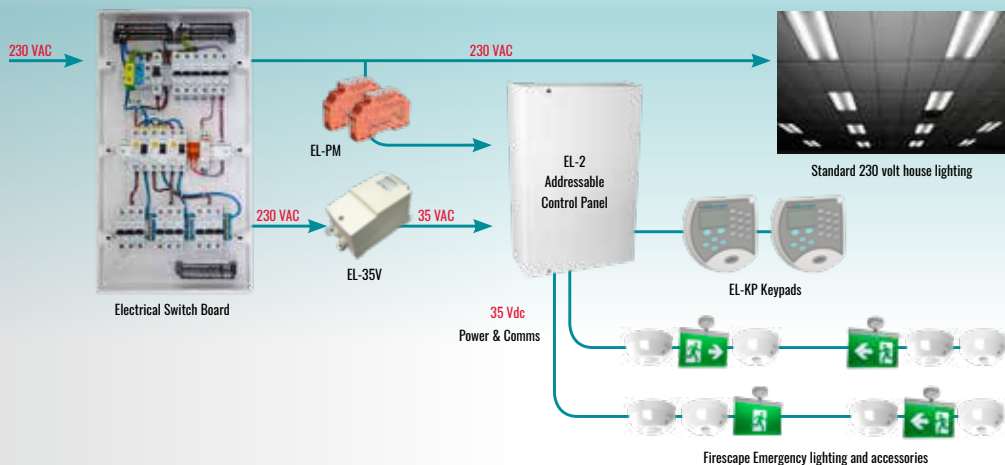 230 VAC
230 VAC
EL-PM
EL-2
Addressable
Control Panel
Standard 230 volt house lighting
230 VAC
35 VAC
EL-35V
EL-KP Keypads
Electrical Switch Board
35 Vdc
Power & Comms
Firescape Emergency lighting and accessories